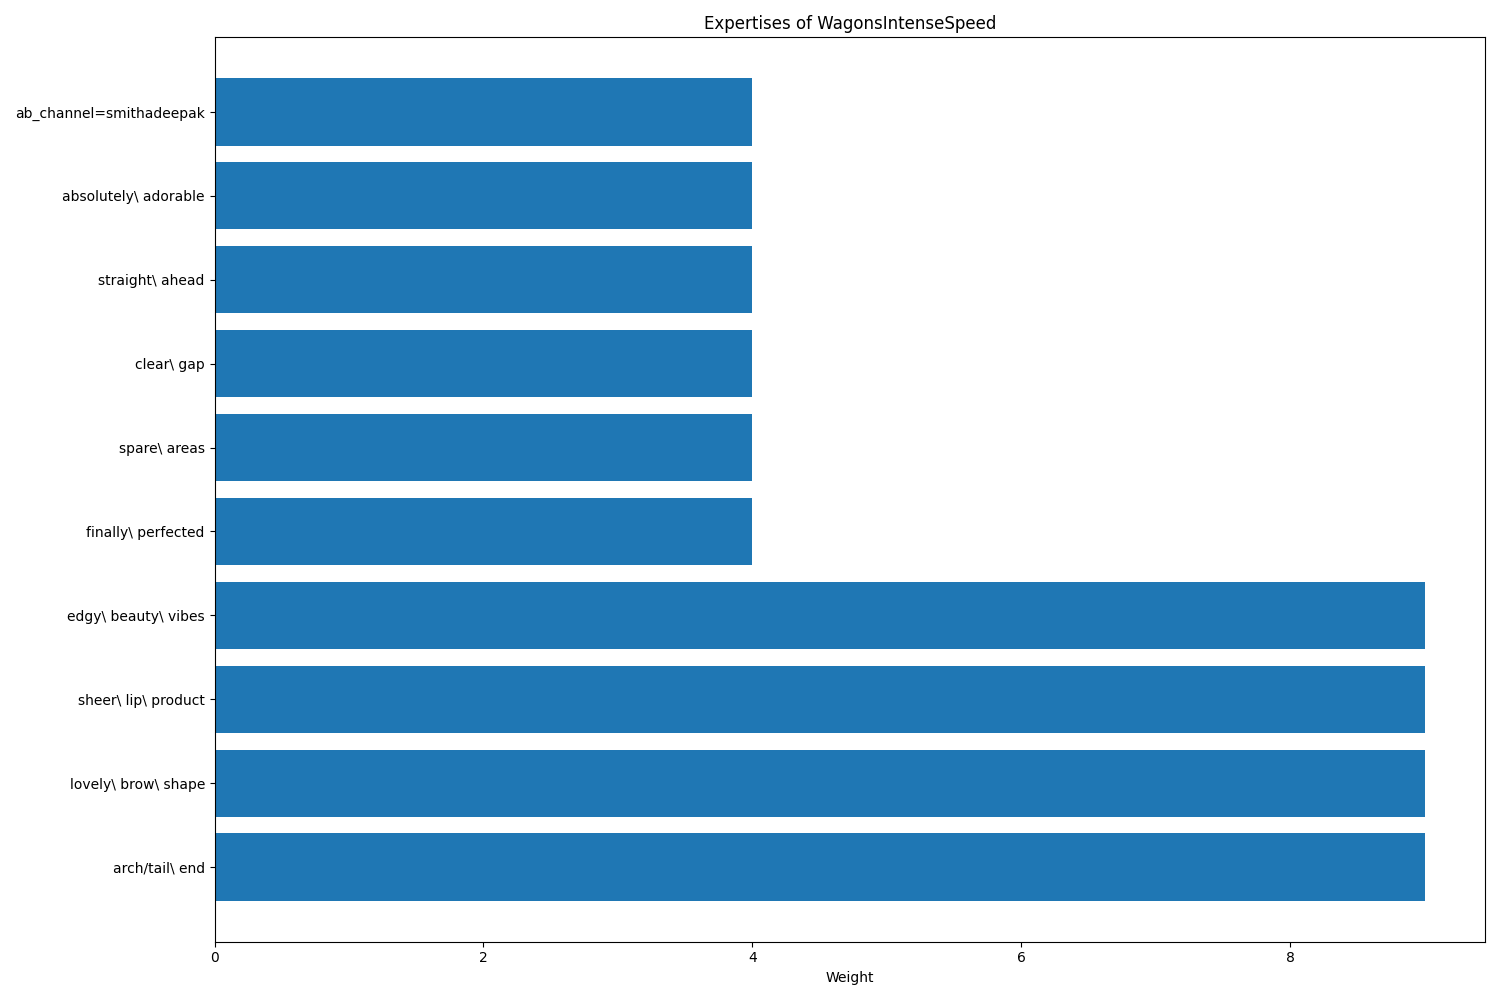 Expertises of WagonsIntenseSpeed
ab_channel=smithadeepak
absolutely\ adorable
straight\ ahead
clear\ gap
spare\ areas
finally\ perfected
edgy\ beauty\ vibes
sheer\ lip\ product
lovely\ brow\ shape
arch/tail\ end
0 2 4 6 8
Weight